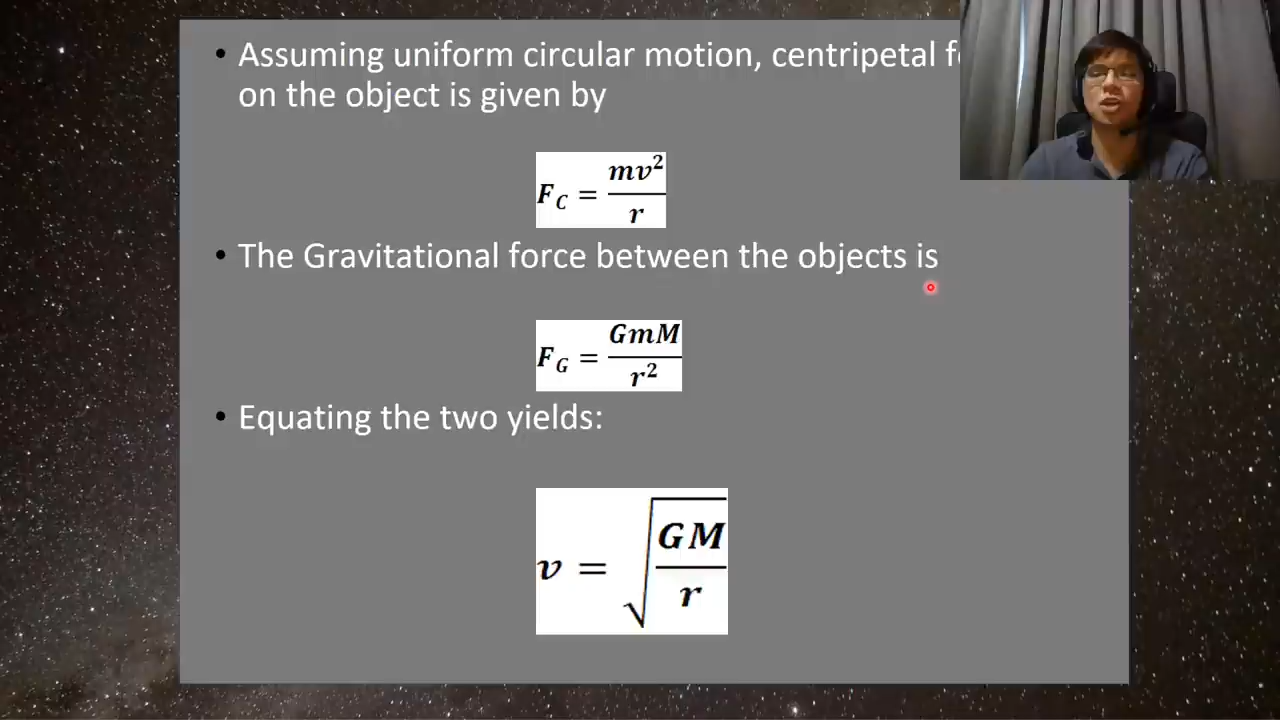 • Assuming uniform circular motion, centripetal
on the object is given by
F_C = mv²/r
• The Gravitational force between the objects is
F_G = GmM/r²
• Equating the two yields:
v = √(GM/r)